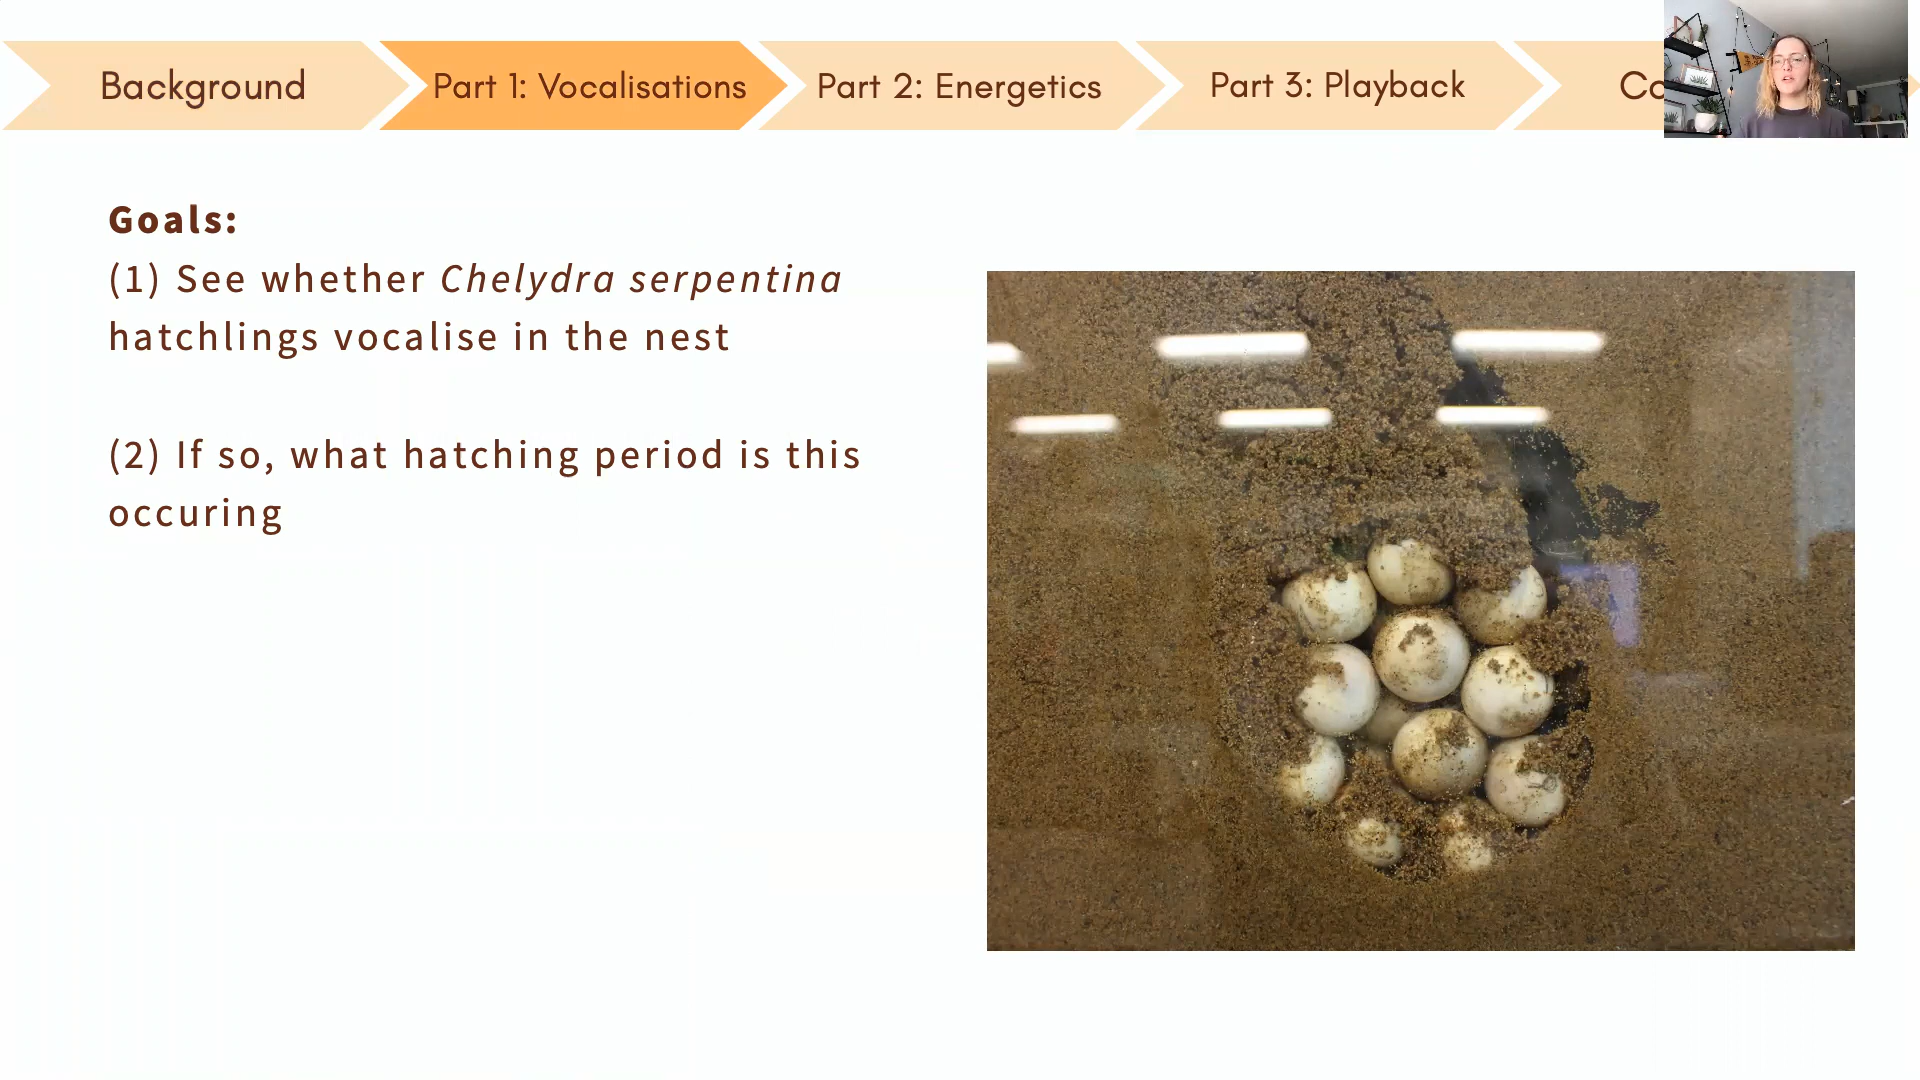 Background
Part 1: Vocalisations
Part 2: Energetics
Part 3: Playback
Goals:
(1) See whether Chelydra serpentina
hatchlings vocalise in the nest
(2) If so, what hatching period is this
occuring